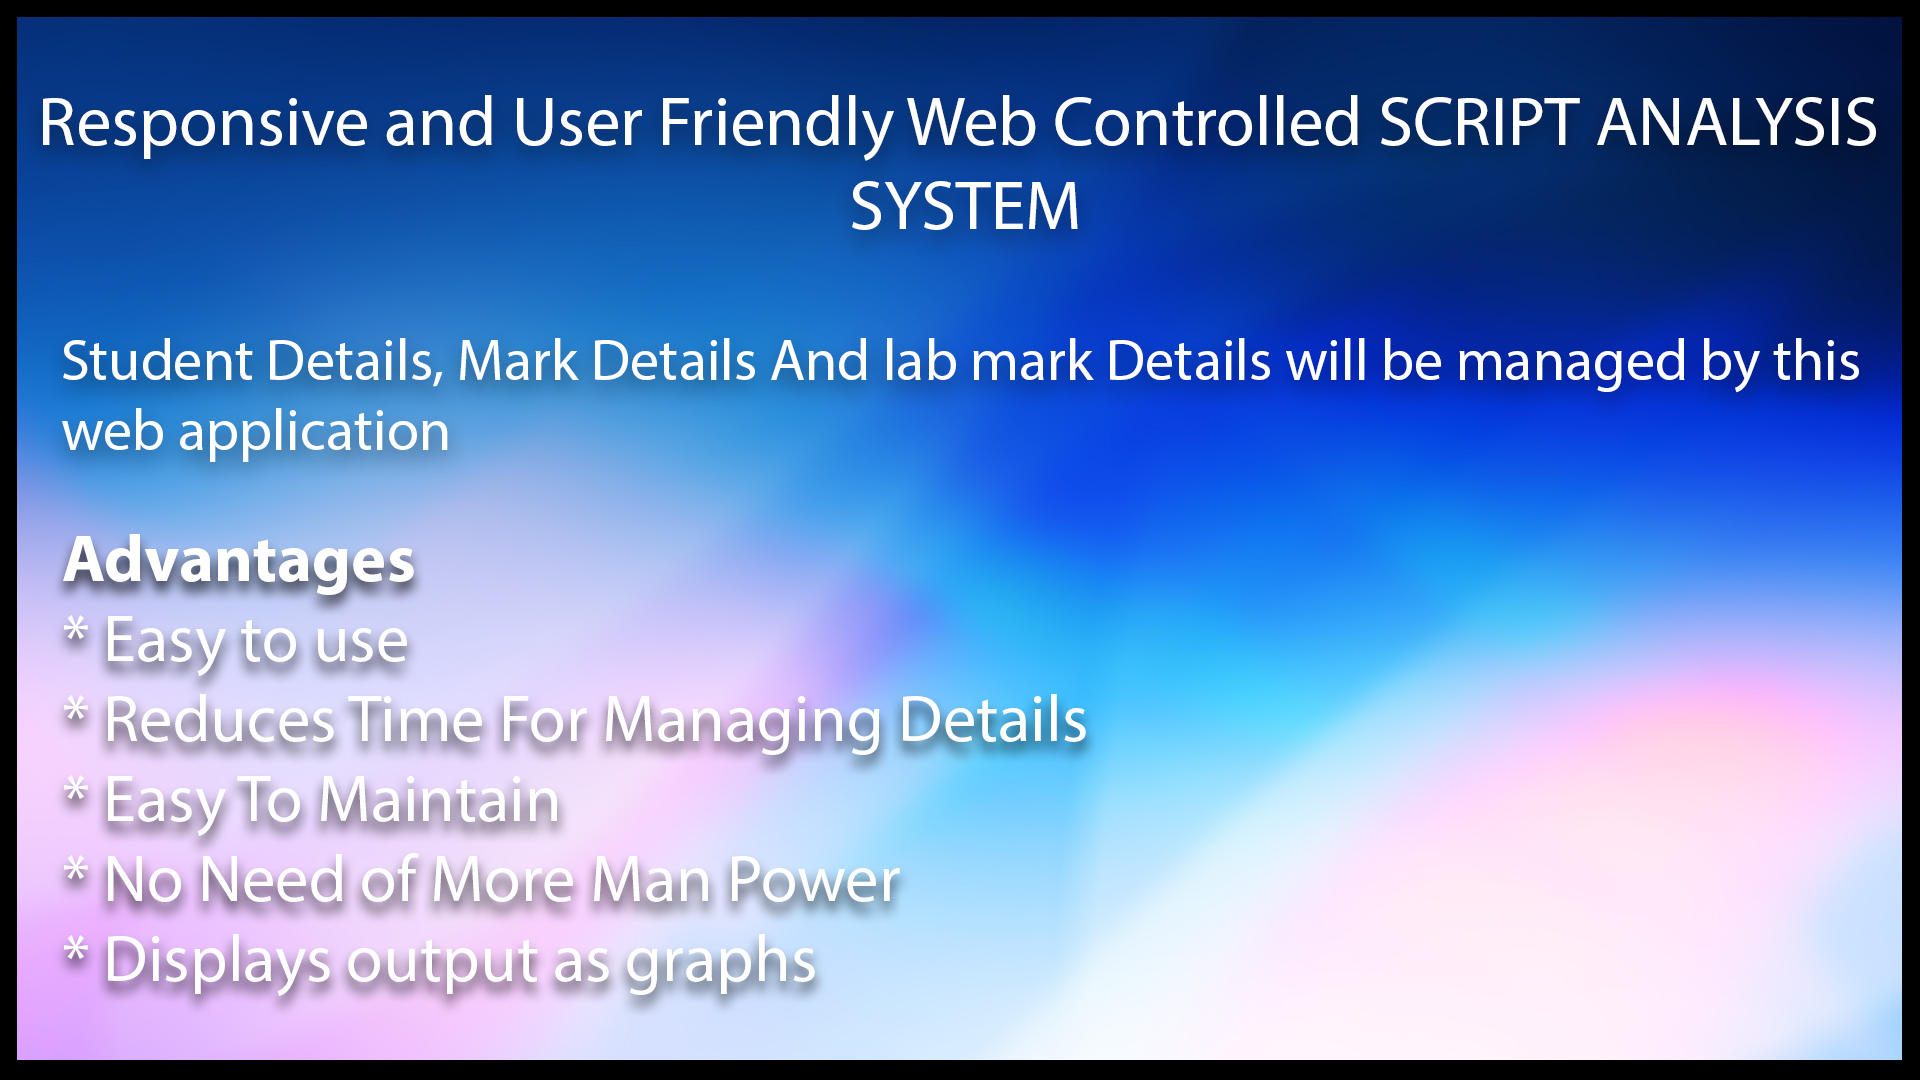 Responsive and User Friendly Web Controlled SCRIPT ANALYSIS
SYSTEM
Student Details, Mark Details And lab mark Details will be managed by this
web application
Advantages
* Easy to use
* Reduces Time For Managing Details
* Easy To Maintain
* No Need of More Man Power
* Displays output as graphs